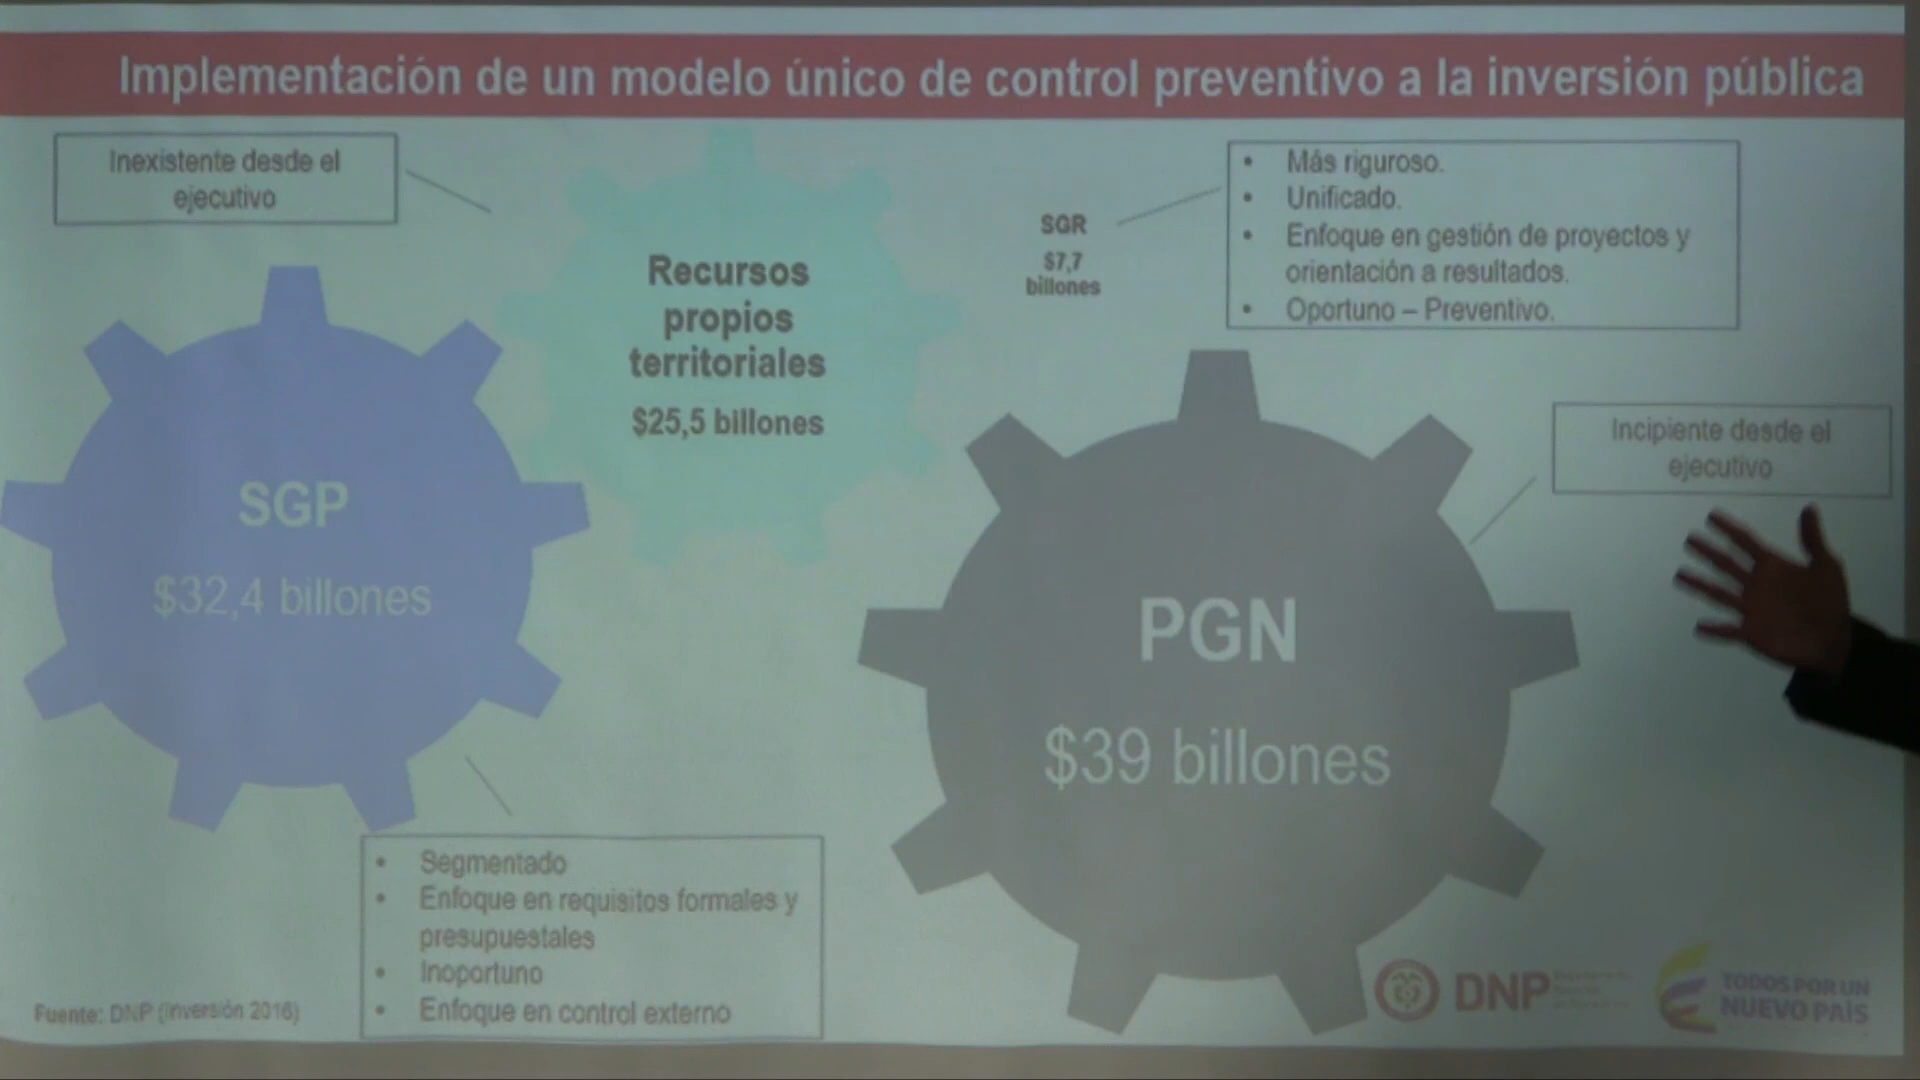 Implementación de un modelo único de control preventivo a la inversión pública
Inexistente desde el
ejecutivo
Recursos
propios
territoriales
$25,5 billones
SGR
$7,7
billones
• Más riguroso.
• Unificado.
• Enfoque en gestión de proyectos y
orientación a resultados.
• Oportuno – Preventivo.
Incipiente desde el
ejecutivo
SGP
$32,4 billones
PGN
$39 billones
• Segmentado
• Enfoque en requisitos formales y
presupuestales
• Inoportuno
• Enfoque en control externo
Fuente: DNP (Inversión 2016)
DNP
TODOS POR UN
NUEVO PAÍS